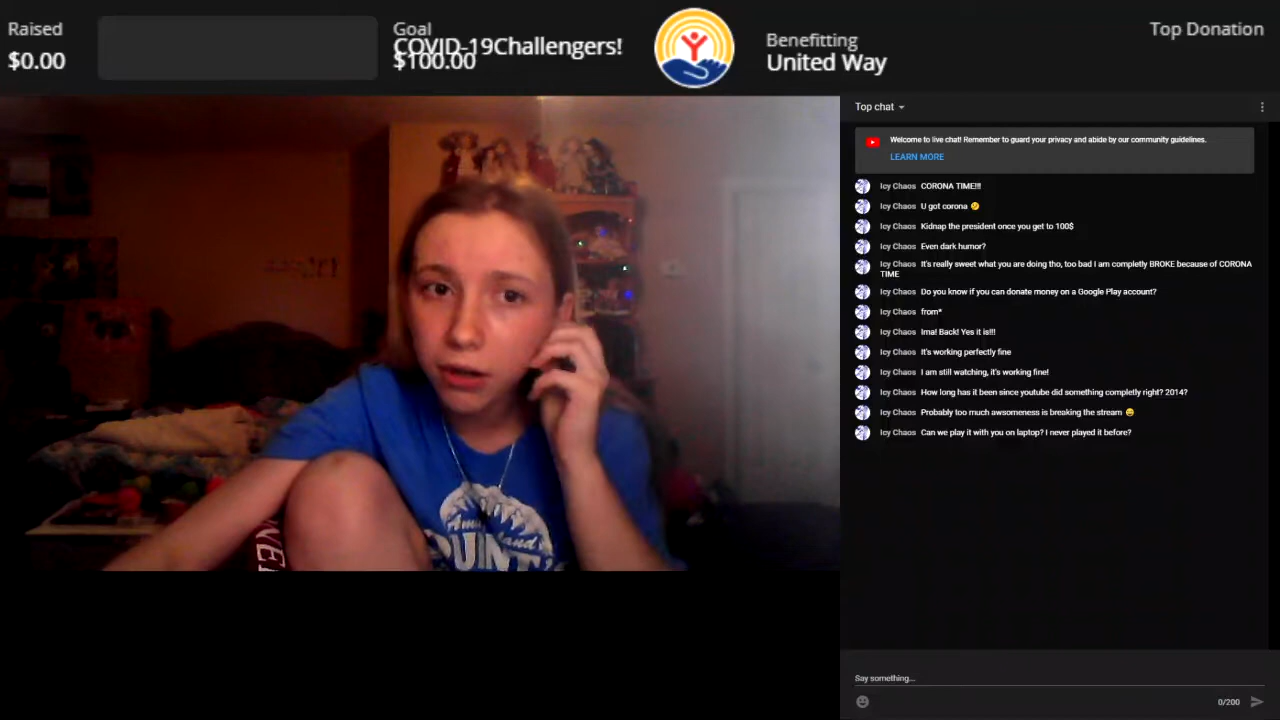 Raised
$0.00
Goal
COVID-19Challengers!
$100.00
Benefitting
United Way
Top Donation
Top chat
Welcome to live chat! Remember to guard your privacy and abide by our community guidelines.
LEARN MORE
Icy Chaos CORONA TIME!!!
Icy Chaos U got corona 🤔
Icy Chaos Kidnap the president once you get to 100$
Icy Chaos Even dark humor?
Icy Chaos It's really sweet what you are doing tho, too bad I am completly BROKE because of CORONA
TIME
Icy Chaos Do you know if you can donate money on a Google Play account?
Icy Chaos from*
Icy Chaos Ima! Back! Yes it is!!!
Icy Chaos It's working perfectly fine
Icy Chaos I am still watching, it's working fine!
Icy Chaos How long has it been since youtube did something completly right? 2014?
Icy Chaos Probably too much awsomeness is breaking the stream 😅
Icy Chaos Can we play it with you on laptop? I never played it before?
Say something...
0/200